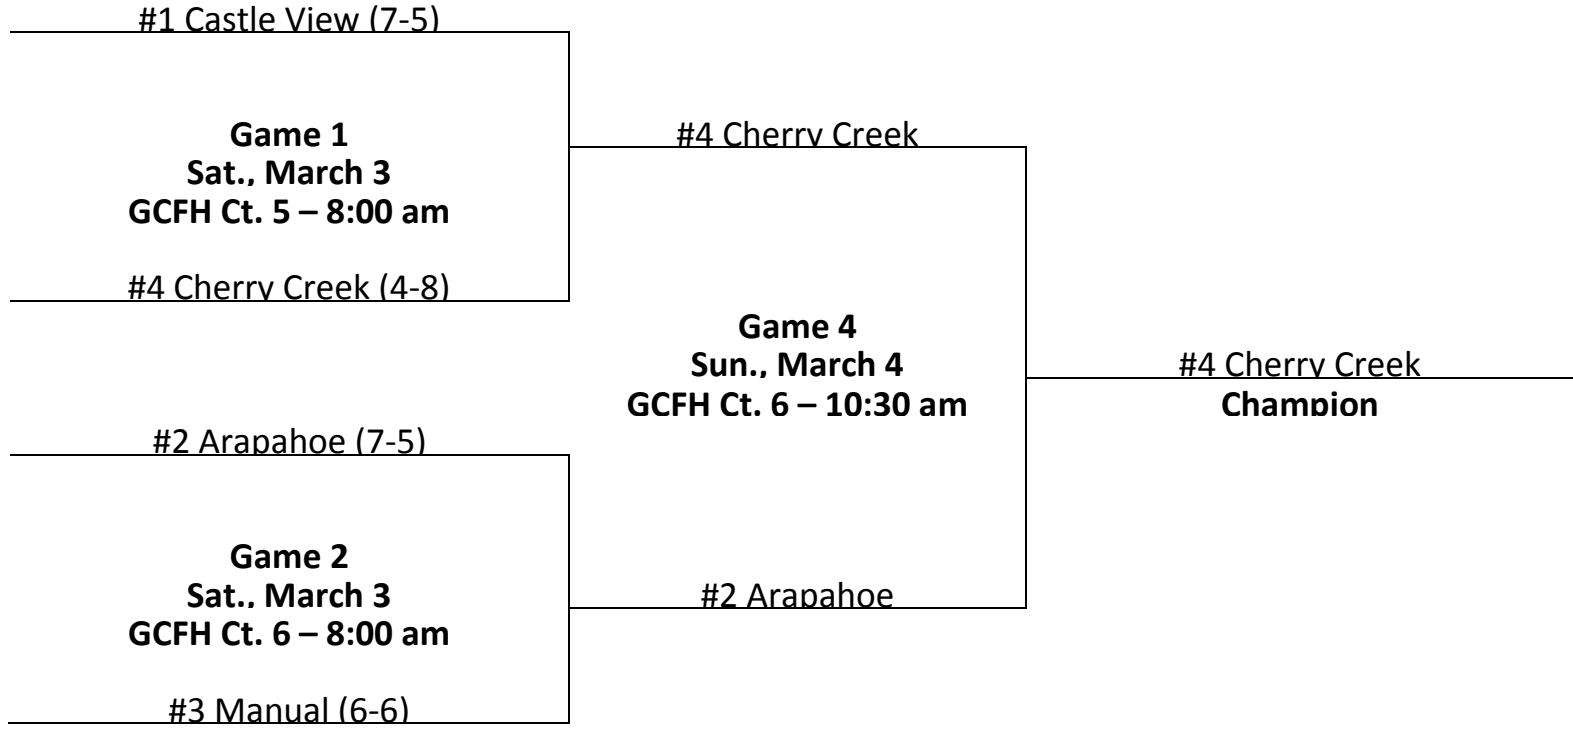 #1 Castle View (7-5)
Game 1
Sat., March 3
GCFH Ct. 5 – 8:00 am
#4 Cherry Creek (4-8)
#4 Cherry Creek
Game 4
Sun., March 4
GCFH Ct. 6 – 10:30 am
#4 Cherry Creek
Champion
#2 Arapahoe (7-5)
Game 2
Sat., March 3
GCFH Ct. 6 – 8:00 am
#3 Manual (6-6)
#2 Arapahoe